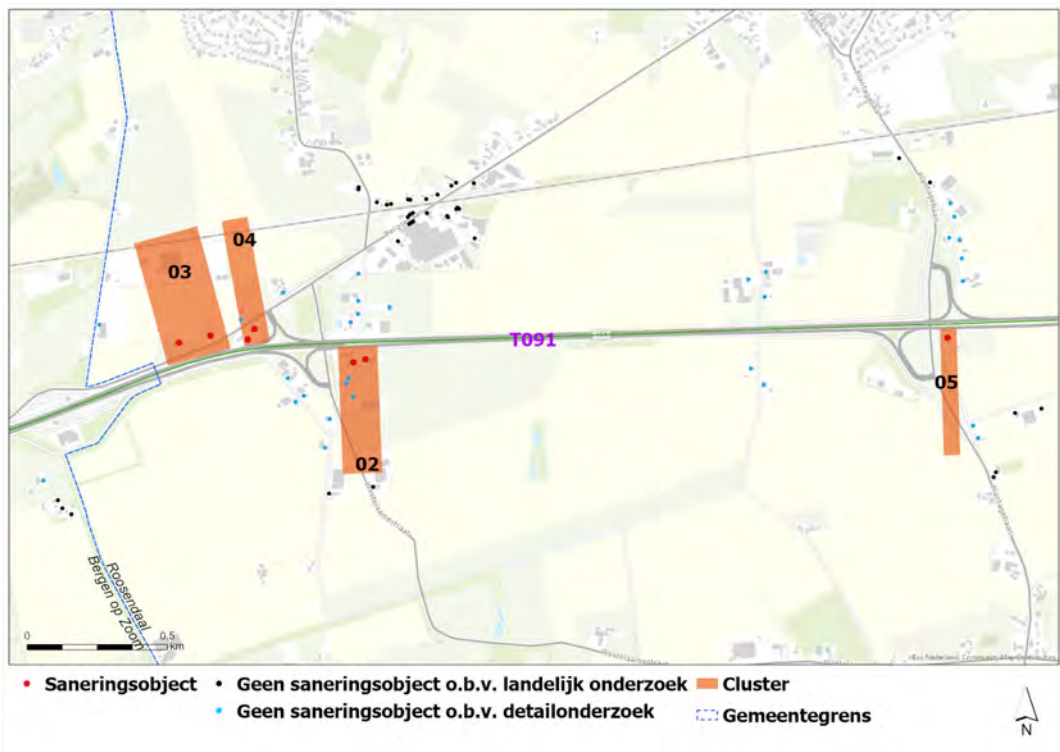 04
03
T091
05
02
Plantagebaan
Roosendaal
Bergen op Zoom
0
0,5
km
Saneringsobject
Geen saneringsobject o.b.v. landelijk onderzoek
Cluster
Geen saneringsobject o.b.v. detailonderzoek
Gemeentegrens
N